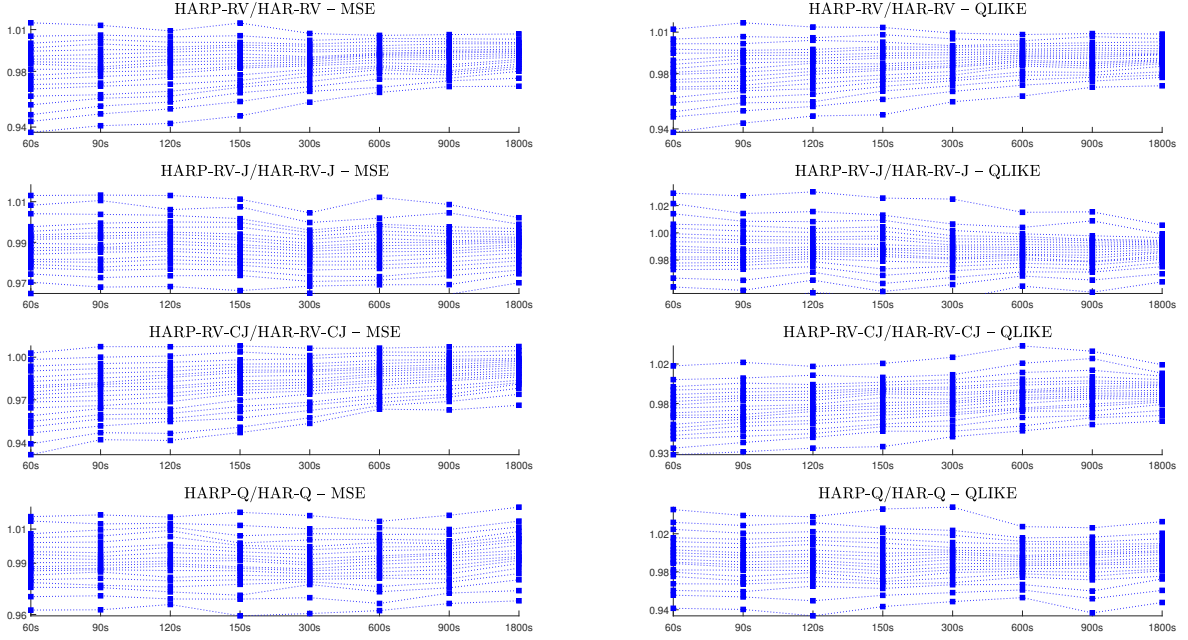 HARP-RV/HAR-RV – MSE
1.01
0.98
0.94
60s 90s 120s 150s 300s 600s 900s 1800s
HARP-RV/HAR-RV – QLIKE
1.01
0.98
0.94
60s 90s 120s 150s 300s 600s 900s 1800s
HARP-RV-J/HAR-RV-J – MSE
1.01
0.99
0.97
60s 90s 120s 150s 300s 600s 900s 1800s
HARP-RV-J/HAR-RV-J – QLIKE
1.02
1.00
0.98
60s 90s 120s 150s 300s 600s 900s 1800s
HARP-RV-CJ/HAR-RV-CJ – MSE
1.00
0.97
0.94
60s 90s 120s 150s 300s 600s 900s 1800s
HARP-RV-CJ/HAR-RV-CJ – QLIKE
1.02
0.98
0.93
60s 90s 120s 150s 300s 600s 900s 1800s
HARP-Q/HAR-Q – MSE
1.01
0.99
0.96
60s 90s 120s 150s 300s 600s 900s 1800s
HARP-Q/HAR-Q – QLIKE
1.02
0.98
0.94
60s 90s 120s 150s 300s 600s 900s 1800s